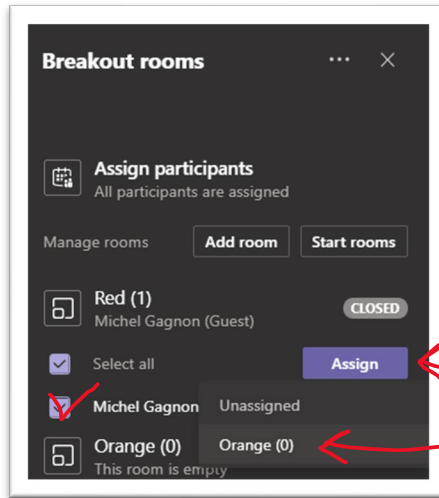 Breakout rooms
Assign participants
All participants are assigned
Manage rooms Add room Start rooms
Red (1)
Michel Gagnon (Guest)
CLOSED
Select all Assign
Michel Gagnon Unassigned
Orange (0) Orange (0)
This room is empty